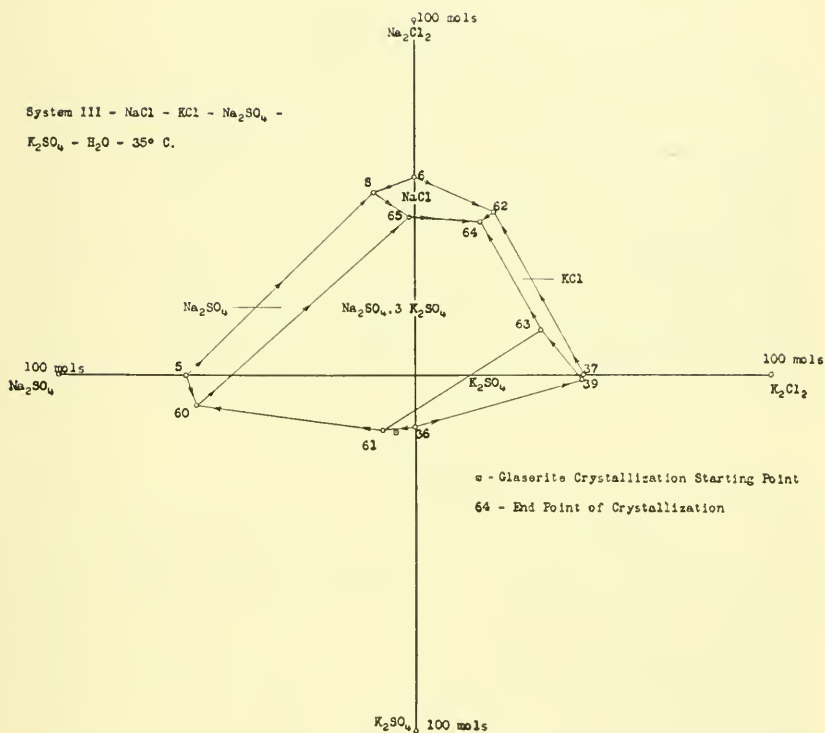 100 mols
Na₂Cl₂
System III - NaCl - KCl - Na₂SO₄ -
K₂SO₄ - H₂O - 35° C.
8
6
NaCl
62
65
64
KCl
Na₂SO₄
Na₂SO₄.3 K₂SO₄
63
100 mols
Na₂SO₄
5
K₂SO₄
37
39
100 mols
K₂Cl₂
60
61
36
- Glaserite Crystallization Starting Point
64 - End Point of Crystallization
K₂SO₄ 100 mols